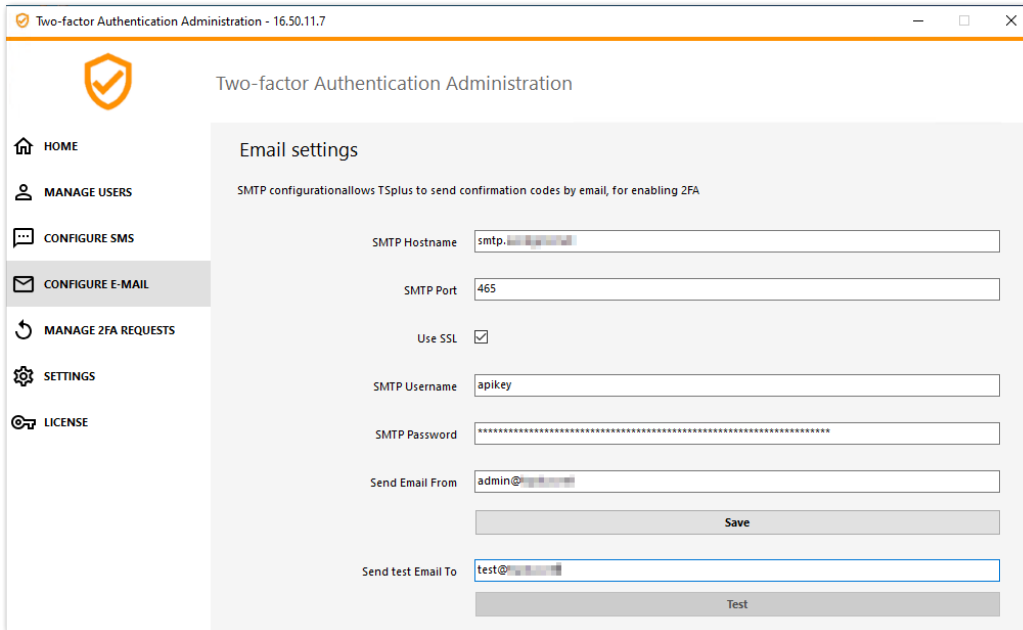 Two-factor Authentication Administration - 16.50.11.7
Two-factor Authentication Administration
HOME
MANAGE USERS
CONFIGURE SMS
CONFIGURE E-MAIL
MANAGE 2FA REQUESTS
SETTINGS
LICENSE
Email settings
SMTP configurationallows TSplus to send confirmation codes by email, for enabling 2FA
SMTP Hostname smtp.
SMTP Port 465
Use SSL
SMTP Username apikey
SMTP Password **********************************************************************
Send Email From admin@
Save
Send test Email To test@
Test